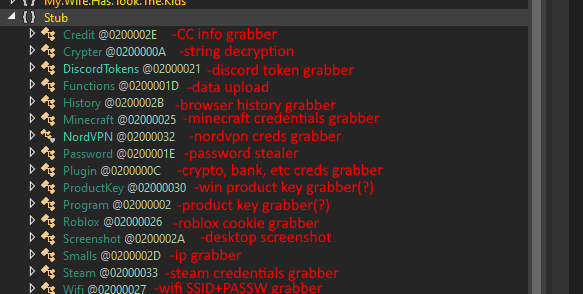 { } My.Wife.Has.Took.The.Kids
{ } Stub
Credit @0200002E -CC info grabber
Crypter @0200000A -string decryption
DiscordTokens @02000021 -discord token grabber
Functions @0200001D -data upload
History @0200002B -browser history grabber
Minecraft @02000025 -minecraft credentials grabber
NordVPN @02000032 -nordvpn creds grabber
Password @0200001E -password stealer
Plugin @0200000C -crypto, bank, etc creds grabber
ProductKey @02000030 -win product key grabber(?)
Program @02000002 -product key grabber(?)
Roblox @02000026 -roblox cookie grabber
Screenshot @0200002A -desktop screenshot
Smalls @0200002D -ip grabber
Steam @02000033 -steam credentials grabber
Wifi @02000027 -wifi SSID+PASSW grabber